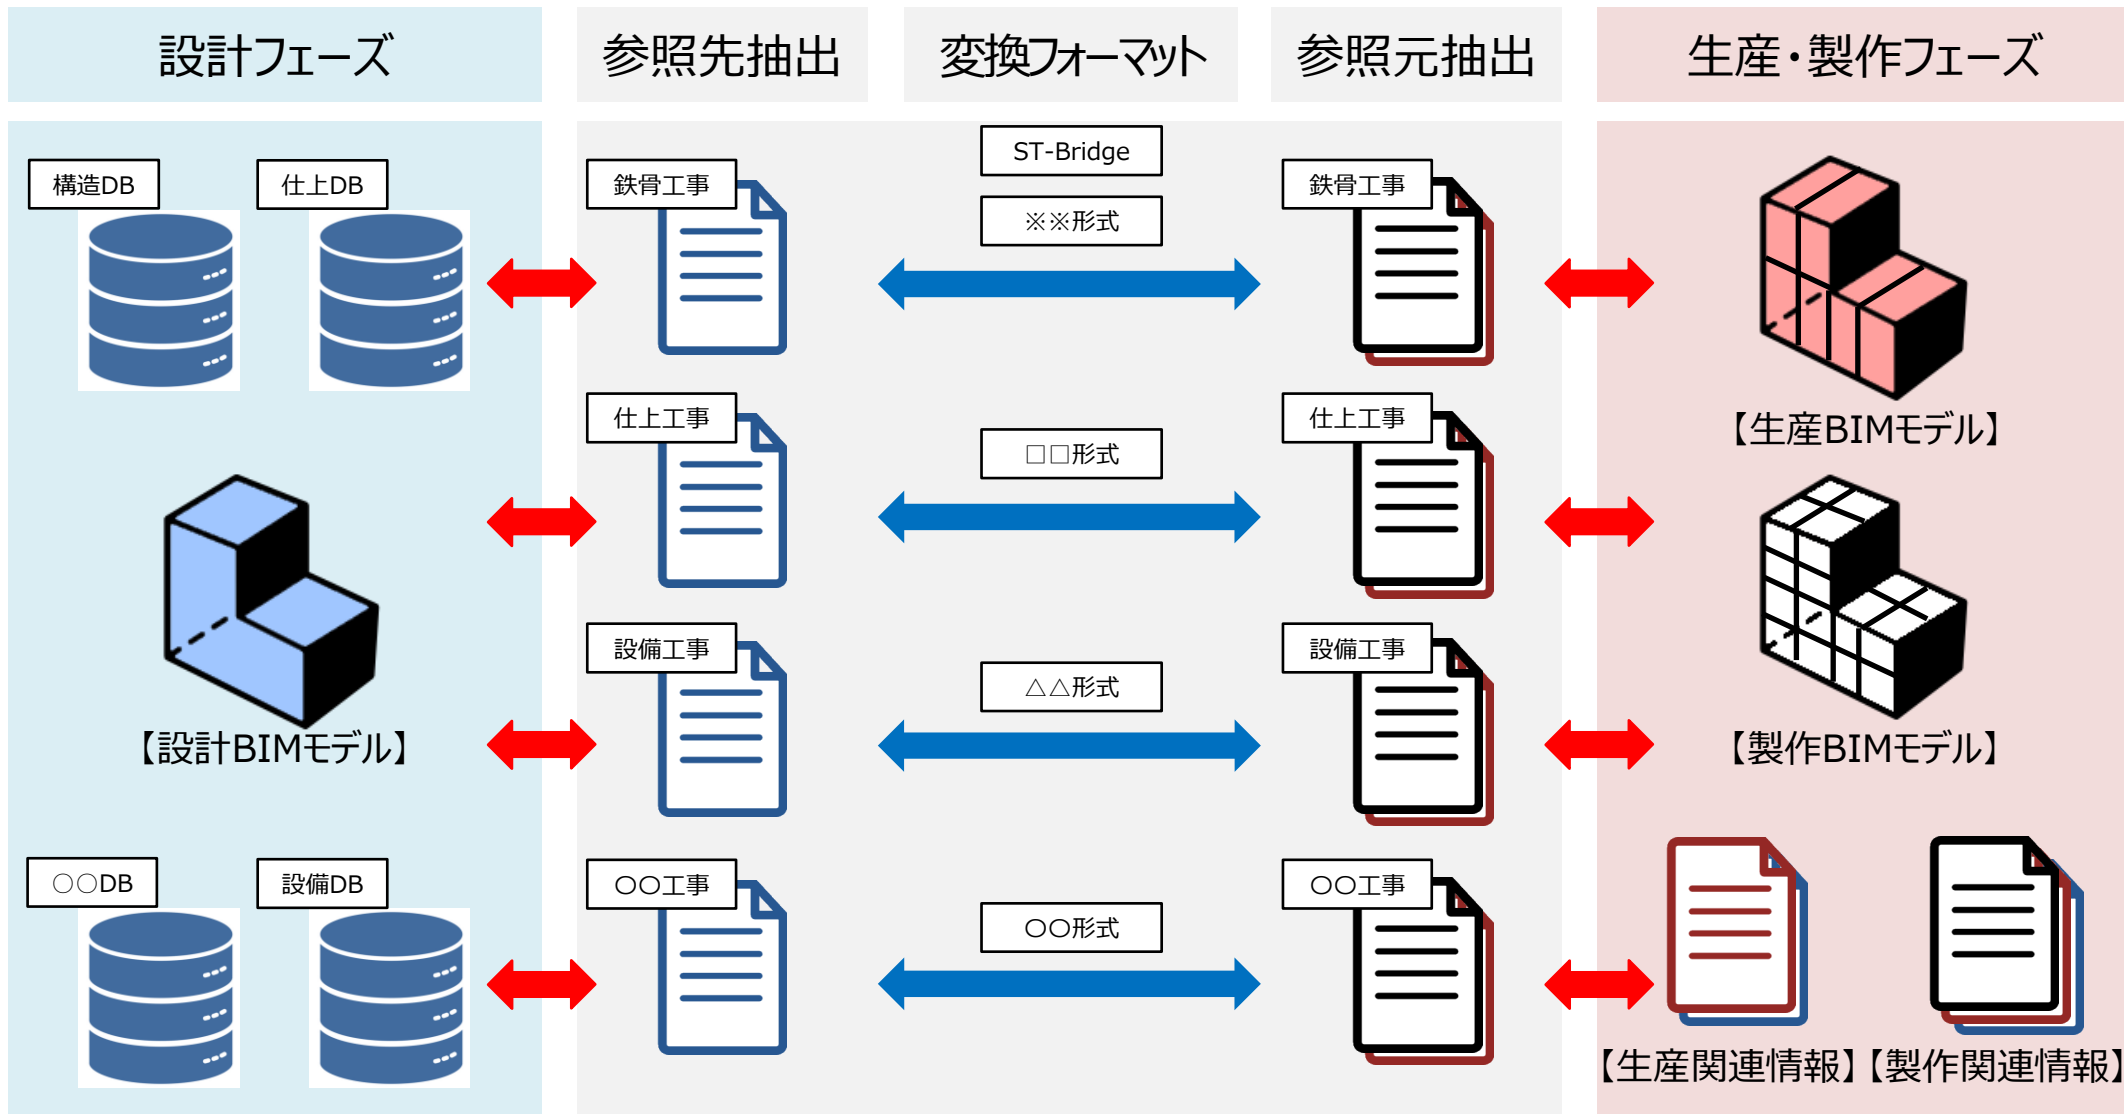 設計フェーズ
参照先抽出
変換フォーマット
参照元抽出
生産・製作フェーズ
構造DB
仕上DB
鉄骨工事
ST-Bridge
※※形式
鉄骨工事
仕上工事
□□形式
仕上工事
【生産BIMモデル】
設備工事
△△形式
設備工事
【設計BIMモデル】
【製作BIMモデル】
○○DB
設備DB
〇〇工事
〇〇形式
〇〇工事
【生産関連情報】
【製作関連情報】